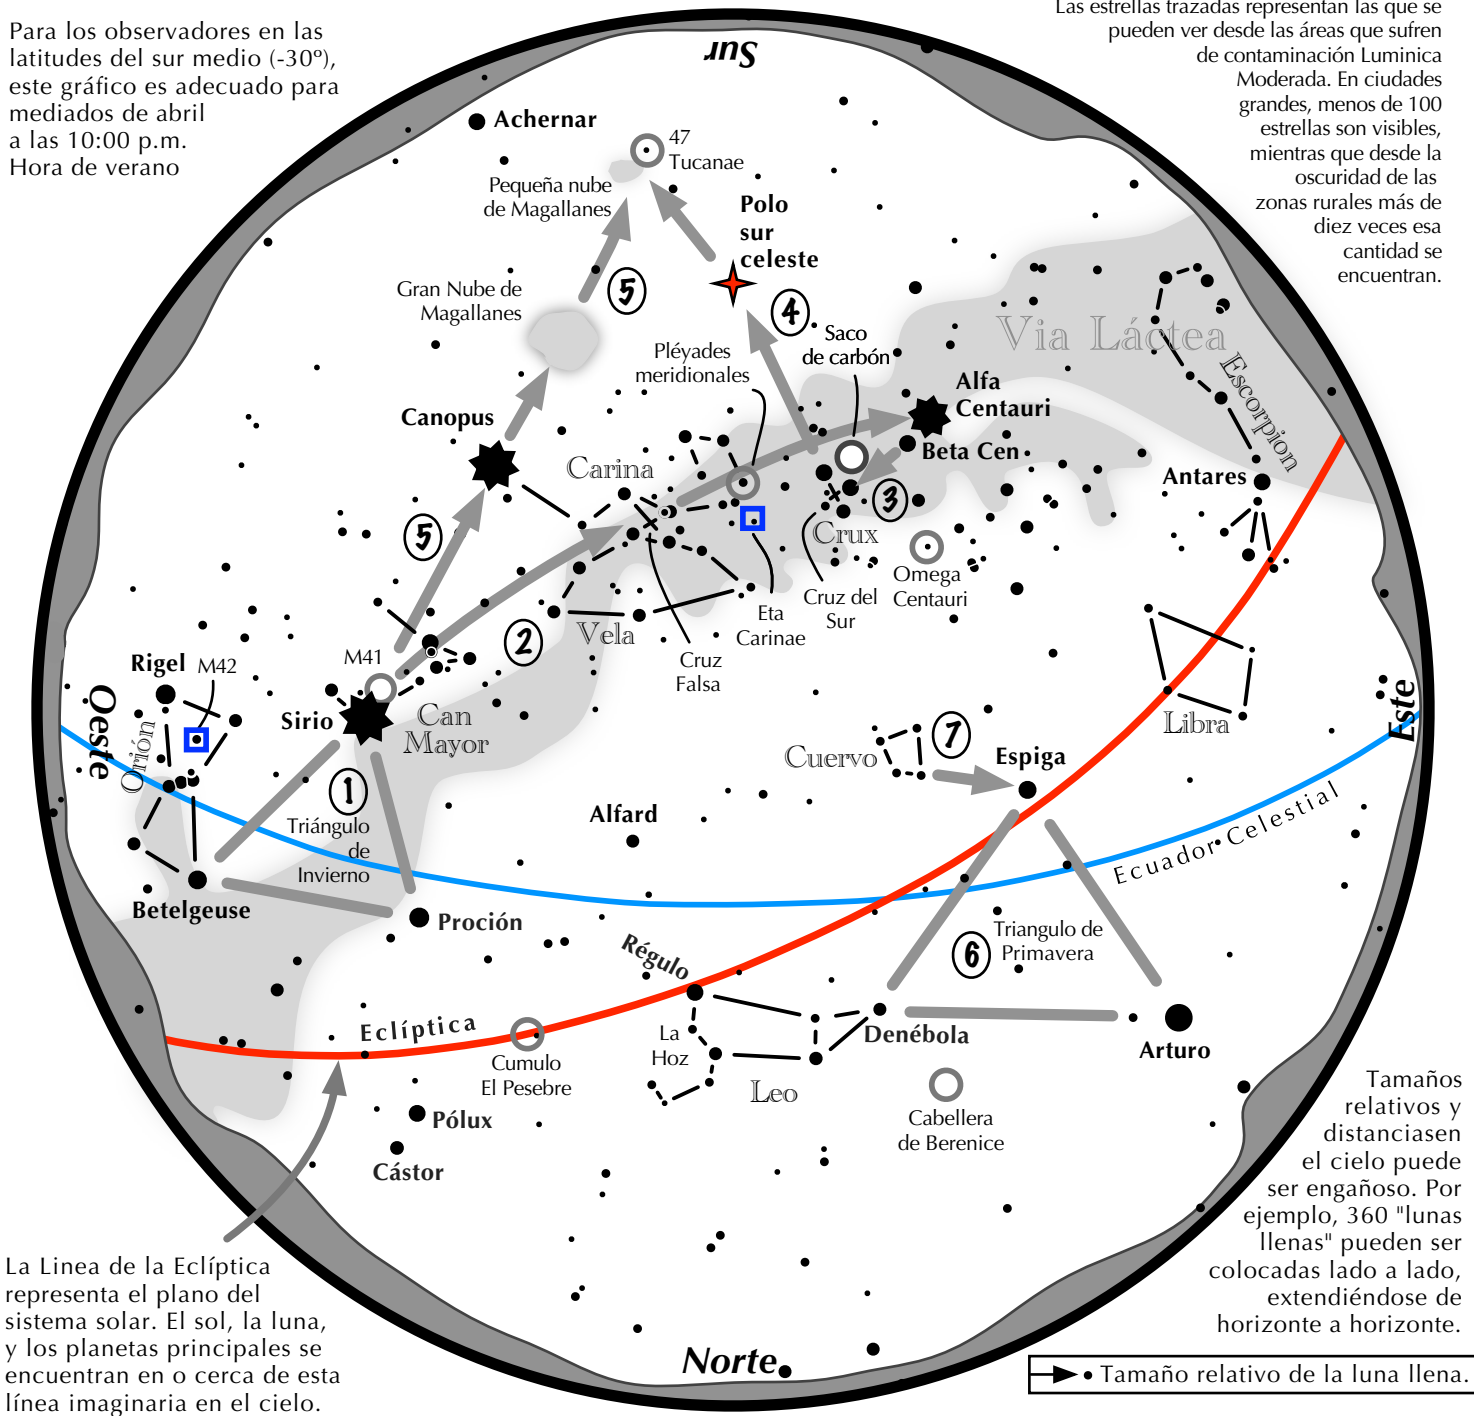 Para los observadores en las
latitudes del sur medio (-30º),
este gráfico es adecuado para
mediados de abril
a las 10:00 p.m.
Hora de verano
Las estrellas trazadas representan las que se
pueden ver desde las áreas que sufren
de contaminación Luminica
Moderada. En ciudades
grandes, menos de 100
estrellas son visibles,
mientras que desde la
oscuridad de las
zonas rurales más de
diez veces esa
cantidad se
encuentran.
Sur
Achernar
47
Tucanae
Pequeña nube
de Magallanes
Polo
sur
celeste
5
Gran Nube de
Magallanes
4
Saco
de carbón
Pléyades
meridionales
Via Láctea
Escorpion
Alfa
Centauri
Canopus
Beta Cen
Carina
Antares
3
5
Crux
Omega
Centauri
Cruz del
Sur
Eta
Carinae
2
Vela
Cruz
Falsa
M41
Rigel
M42
Oeste
Orión
Sirio
Can
Mayor
Libra
Este
Cuervo
7
Espiga
1
Triángulo
de
Invierno
Alfard
Ecuador Celestial
Betelgeuse
Proción
Régulo
6
Triangulo de
Primavera
Eclíptica
La
Hoz
Denébola
Arturo
Cumulo
El Pesebre
Leo
Cabellera
de Berenice
Pólux
Cástor
Tamaños
relativos y
distanciasen
el cielo puede
ser engañoso. Por
ejemplo, 360 "lunas
llenas" pueden ser
colocadas lado a lado,
extendiéndose de
horizonte a horizonte.
La Linea de la Eclíptica
representa el plano del
sistema solar. El sol, la luna,
y los planetas principales se
encuentran en o cerca de esta
línea imaginaria en el cielo.
Norte
Tamaño relativo de la luna llena.